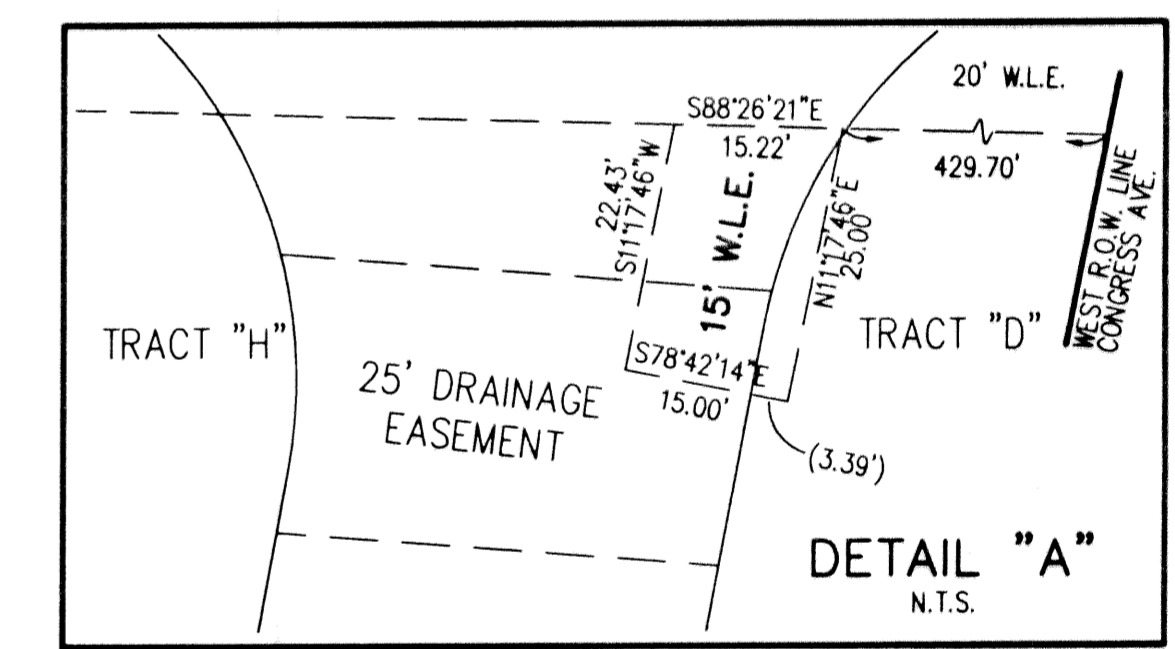 20' W.L.E.
S88°26'21"E
15.22'
429.70'
22.43'
S11°17'46"W
15' W.L.E.
N11°17'46"E
25.00'
WEST R.O.W. LINE
CONGRESS AVE.
TRACT "H"
TRACT "D"
25' DRAINAGE
EASEMENT
S78°42'14"E
15.00'
(3.39')
DETAIL "A"
N.T.S.